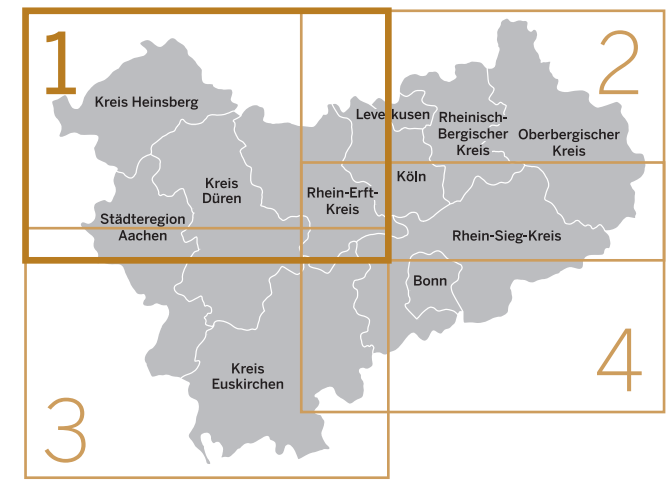 1
2
Kreis Heinsberg
Leverkusen
Rheinisch-
Bergischer
Kreis
Oberbergischer
Kreis
Kreis
Düren
Köln
Rhein-Erft-
Kreis
Städteregion
Aachen
Rhein-Sieg-Kreis
Bonn
Kreis
Euskirchen
3
4